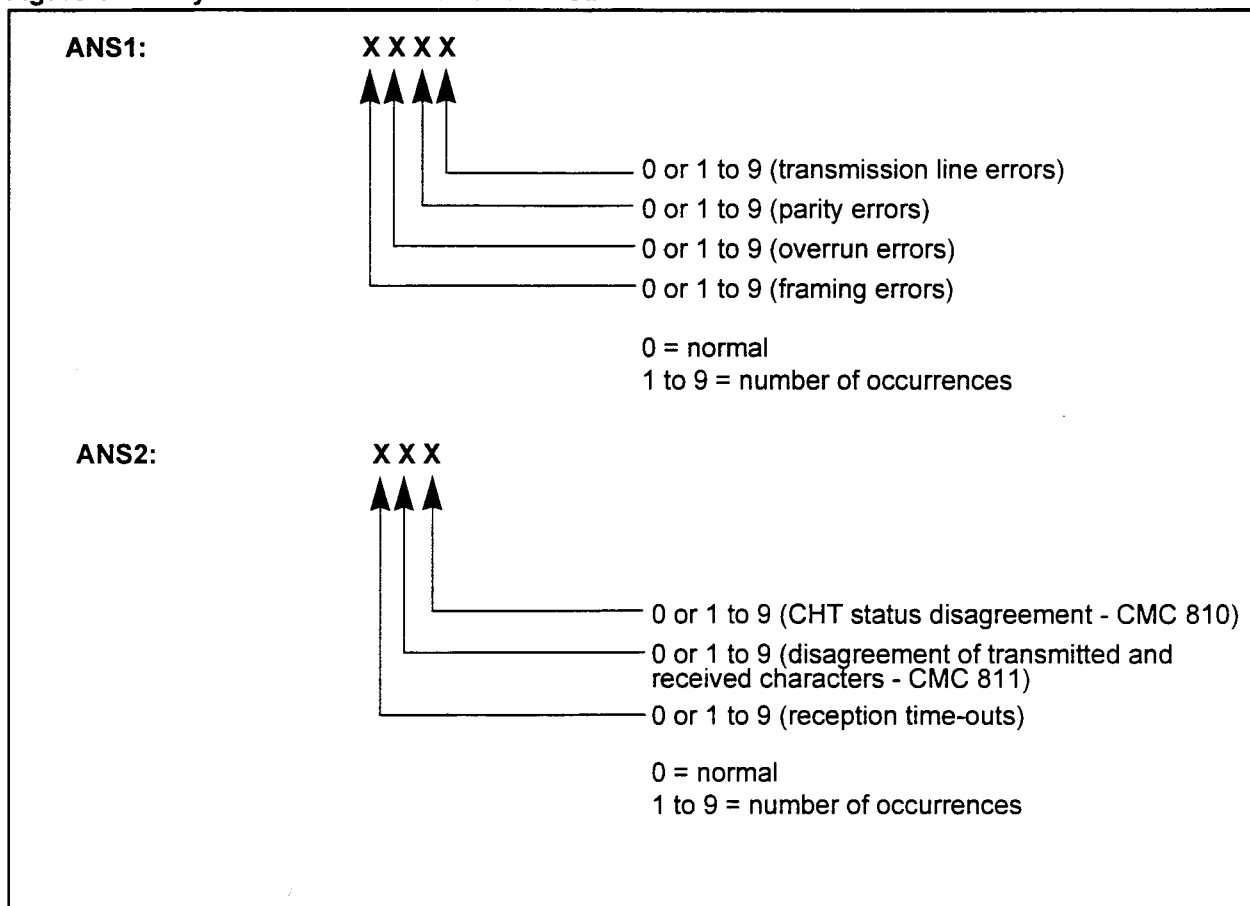 ANS1: X X X X
0 or 1 to 9 (transmission line errors)
0 or 1 to 9 (parity errors)
0 or 1 to 9 (overrun errors)
0 or 1 to 9 (framing errors)
0 = normal
1 to 9 = number of occurrences
ANS2: X X X
0 or 1 to 9 (CHT status disagreement - CMC 810)
0 or 1 to 9 (disagreement of transmitted and
received characters - CMC 811)
0 or 1 to 9 (reception time-outs)
0 = normal
1 to 9 = number of occurrences